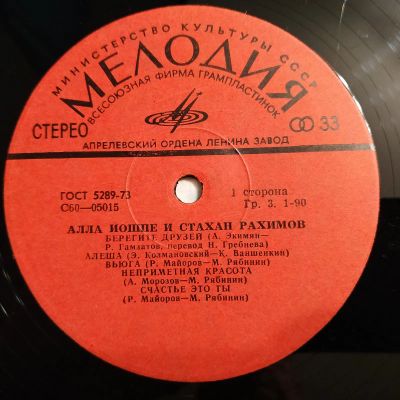 МИНИСТЕРСТВО КУЛЬТУРЫ СССР
МЕЛОДИЯ
ВСЕСОЮЗНАЯ ФИРМА ГРАМПЛАСТИНОК
СТЕРЕО 33
АПРЕЛЕВСКИЙ ОРДЕНА ЛЕНИНА ЗАВОД
ГОСТ 5289-73 1 сторона
С60—05015 Гр. 3. 1-90
АЛЛА ИОШПЕ И СТАХАН РАХИМОВ
БЕРЕГИТЕ ДРУЗЕЙ (А. Экимян—
Р. Гамзатов, перевод Н. Гребнева)
АЛЕША (Э. Колмановский—К. Ваншенкин)
ВЬЮГА (Р. Майоров—М. Рябинин)
НЕПРИМЕТНАЯ КРАСОТА
(А. Морозов—М. Рябинин)
СЧАСТЬЕ ЭТО ТЫ
(Р. Майоров—М. Рябинин)